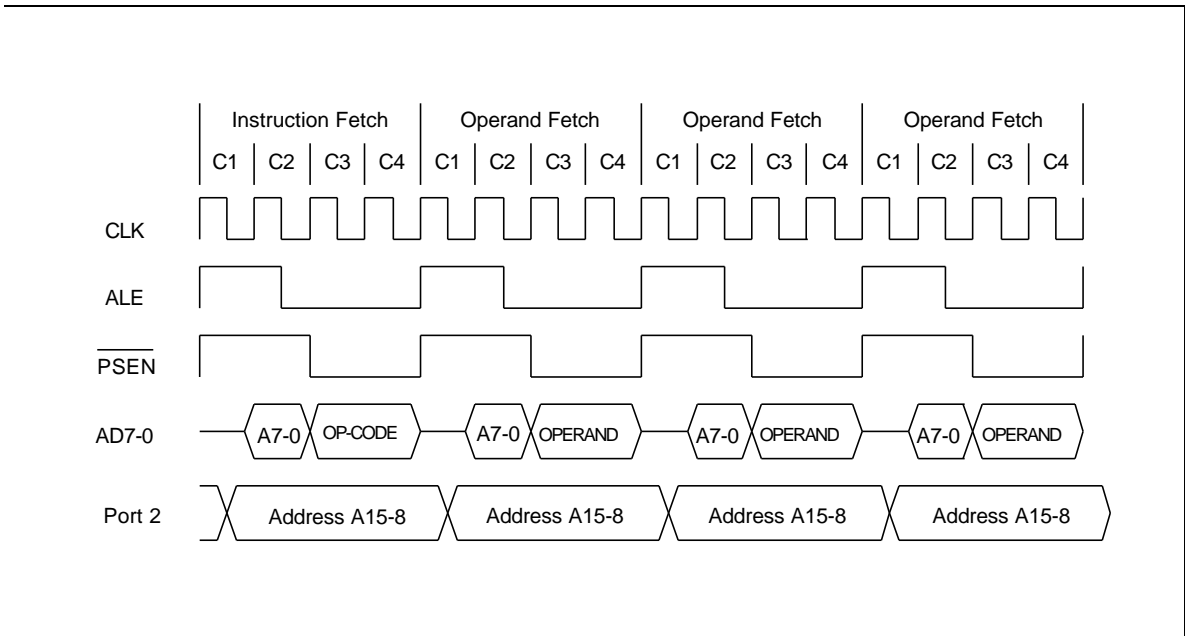 Instruction Fetch Operand Fetch Operand Fetch Operand Fetch
C1 C2 C3 C4 C1 C2 C3 C4 C1 C2 C3 C4 C1 C2 C3 C4
CLK
ALE
PSEN
AD7-0 A7-0 OP-CODE A7-0 OPERAND A7-0 OPERAND A7-0 OPERAND
Port 2 Address A15-8 Address A15-8 Address A15-8 Address A15-8